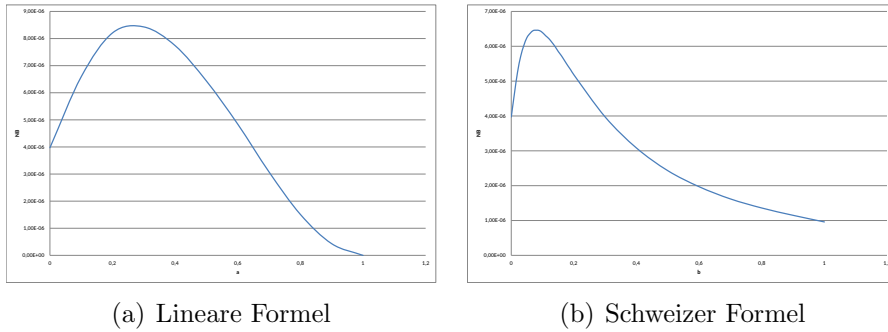 9,00E-06
8,00E-06
7,00E-06
6,00E-06
5,00E-06
4,00E-06
3,00E-06
2,00E-06
1,00E-06
0,00E+00
NB
0 0,2 0,4 0,6 0,8 1 1,2
a
7,00E-06
6,00E-06
5,00E-06
4,00E-06
3,00E-06
2,00E-06
1,00E-06
0,00E+00
NB
0 0,2 0,4 0,6 0,8 1 1,2
b
(a) Lineare Formel
(b) Schweizer Formel